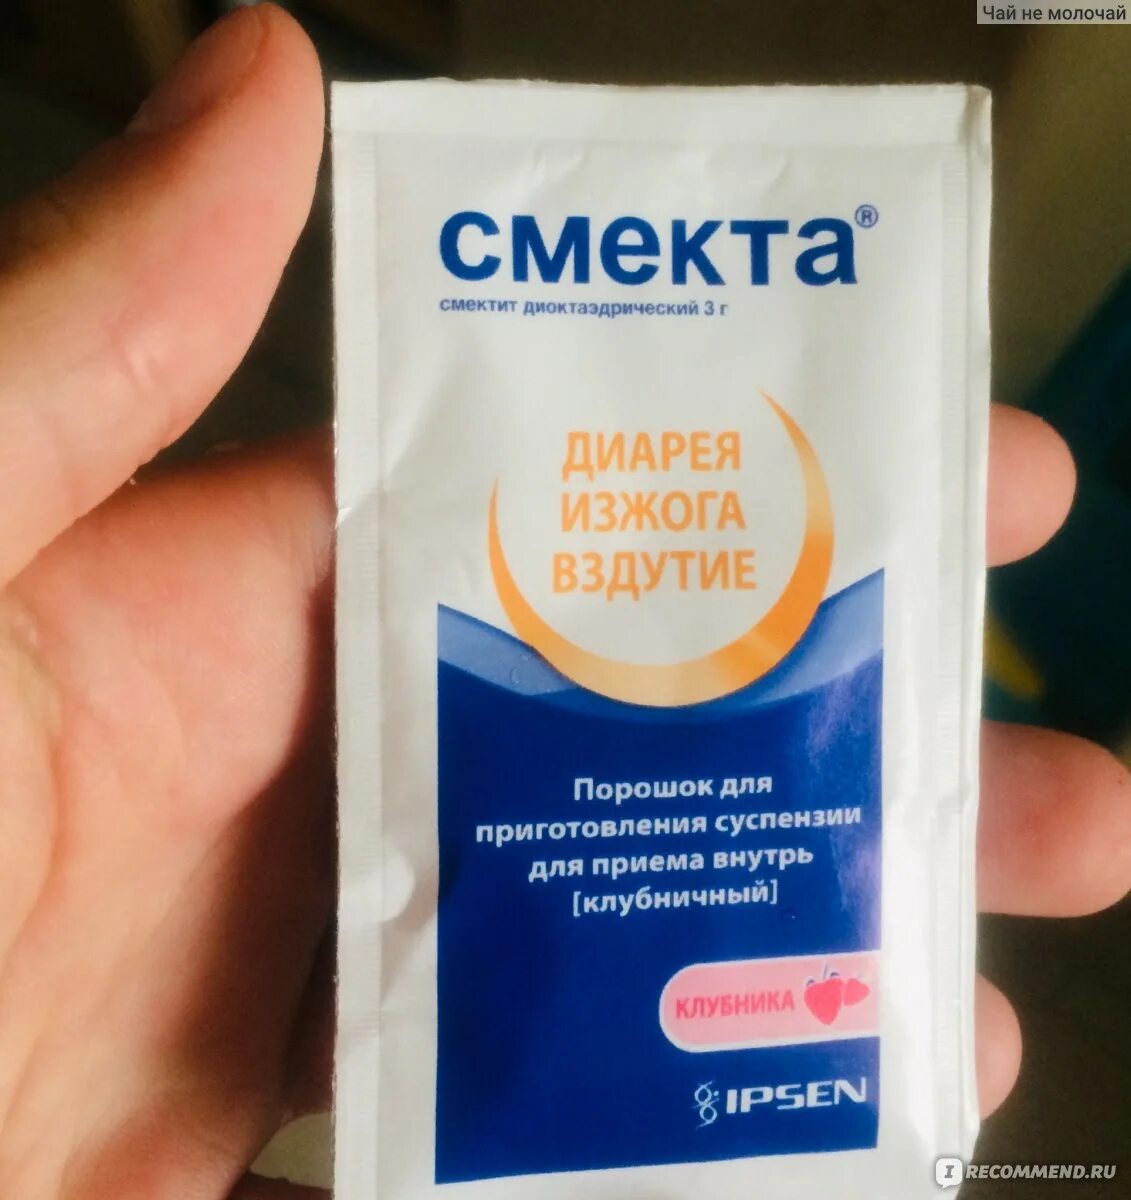 Чай не молочай
смекта®
смектит диоктаэдрический 3 г
ДИАРЕЯ
ИЗЖОГА
ВЗДУТИЕ
Порошок для
приготовления суспензии
для приема внутрь
[клубничный]
КЛУБНИКА
IPSEN
IRECOMMEND.RU